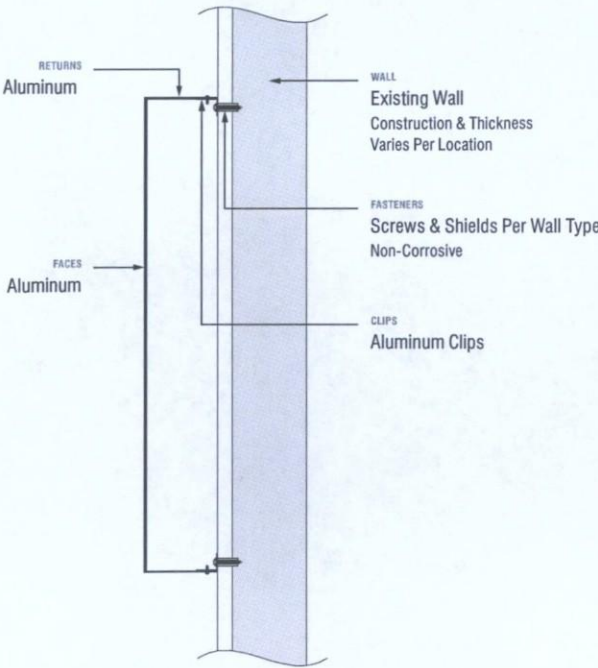 RETURNS
Aluminum
WALL
Existing Wall
Construction & Thickness
Varies Per Location
FASTENERS
Screws & Shields Per Wall Type
Non-Corrosive
FACES
Aluminum
CLIPS
Aluminum Clips